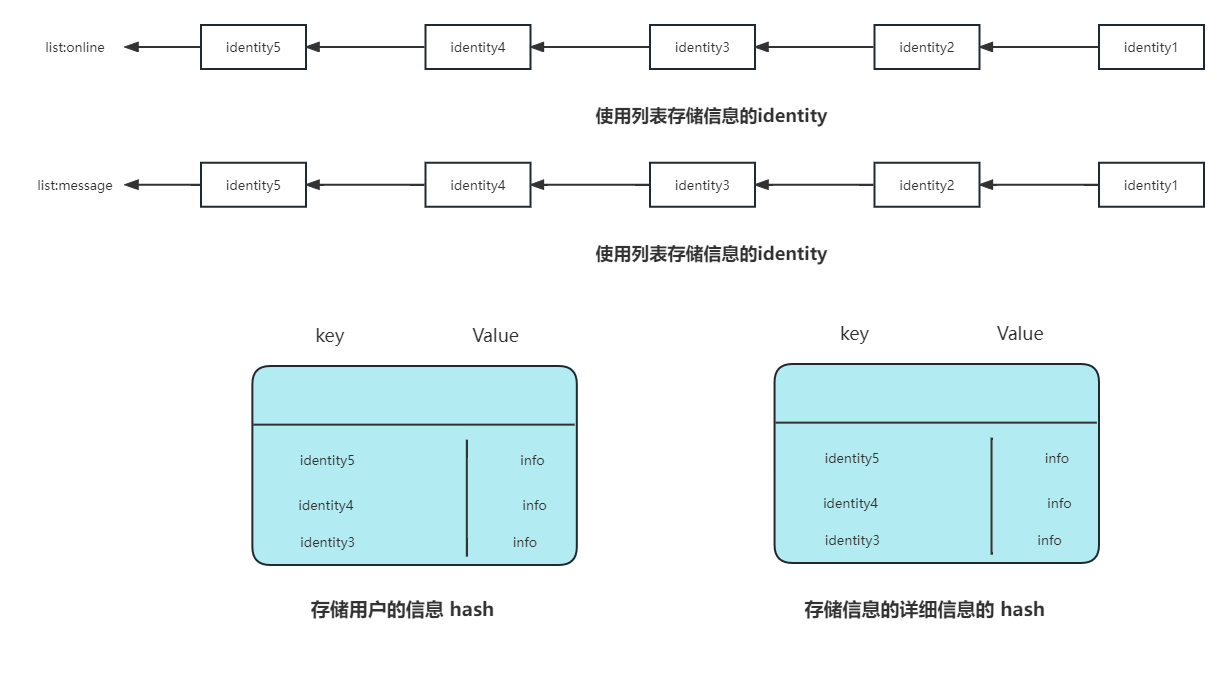 list:online identity5 identity4 identity3 identity2 identity1
使用列表存储信息的identity
list:message identity5 identity4 identity3 identity2 identity1
使用列表存储信息的identity
key Value
identity5 info
identity4 info
identity3 info
存储用户的信息 hash
key Value
identity5 info
identity4 info
identity3 info
存储信息的详细信息的 hash